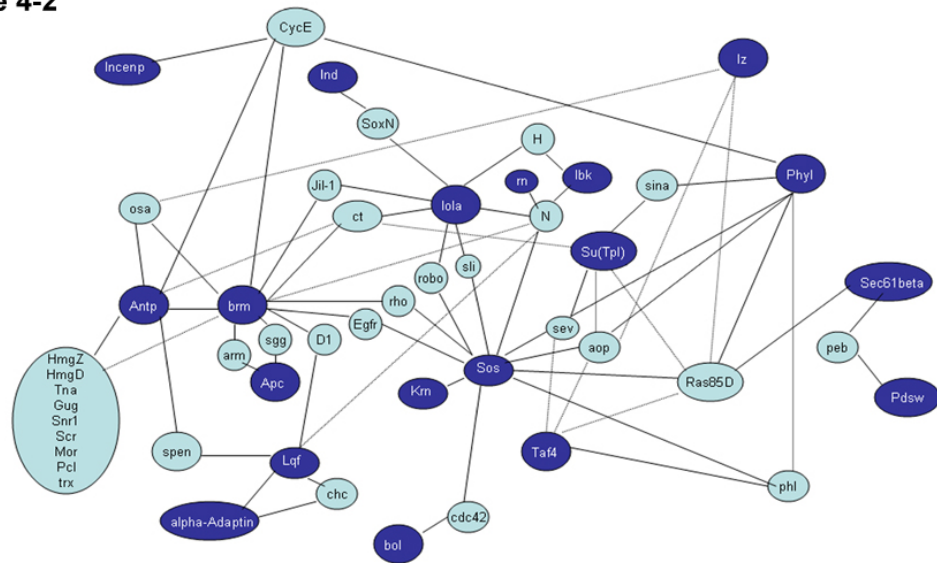 e 4-2
CycE
Incenp
Ind
lz
SoxN
H
lbk
rn
sina
Phyl
Jil-1
osa
ct
lola
N
Su(Tpl)
robo
sli
Sec61beta
Antp
brm
rho
Egfr
sev
aop
peb
arm
sgg
D1
Apc
Krn
Sos
Ras85D
Pdsw
HmgZ
HmgD
Tna
Gug
Snr1
Scr
Mor
Pcl
trx
spen
Lqf
Taf4
chc
phl
alpha-Adaptin
cdc42
bol